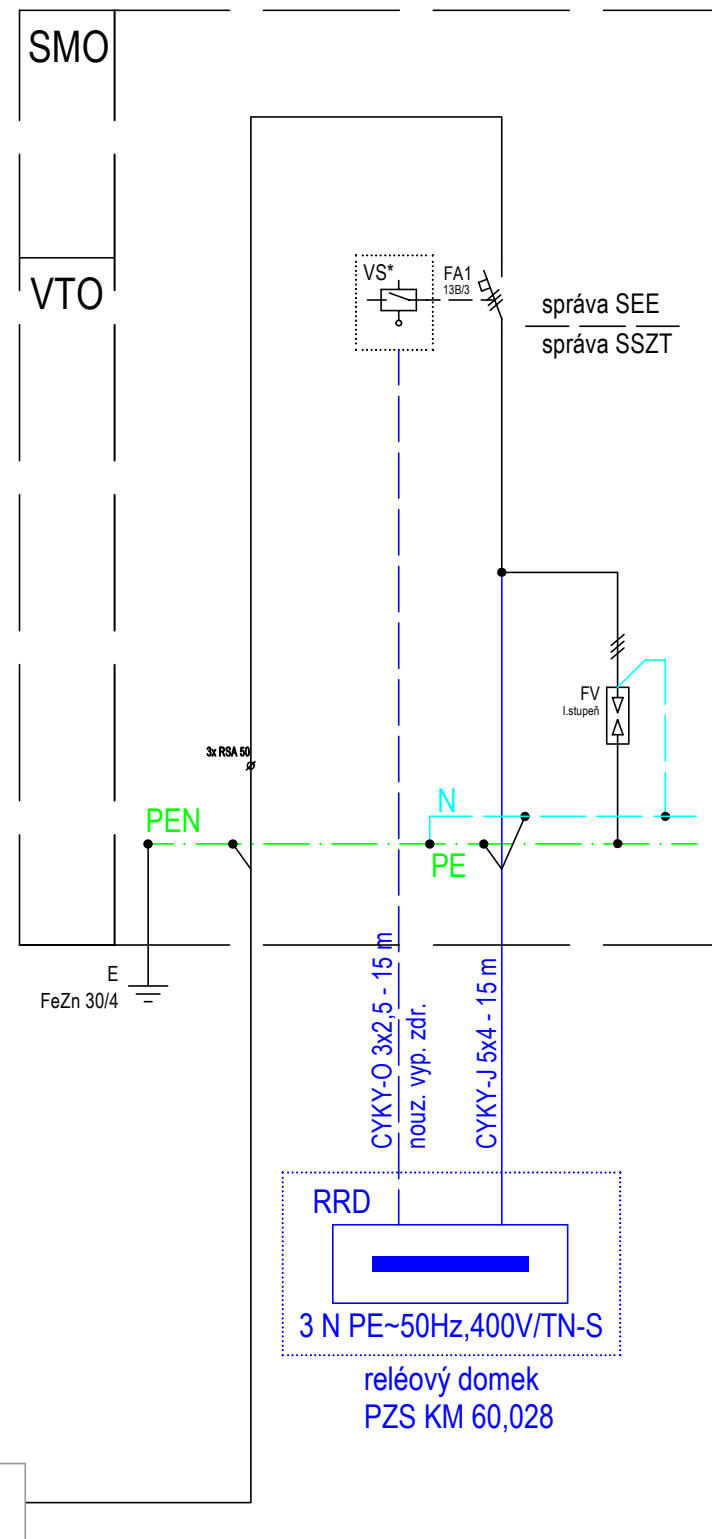 SMO
VTO
VS*
FA1
13B/3
správa SEE
správa SSZT
FV
I.stupeň
3x RSA 50
N
PEN
PE
E
FeZn 30/4
CYKY-O 3x2,5 - 15 m
nouz. vyp. zdr.
CYKY-J 5x4 - 15 m
RRD
3 N PE~50Hz,400V/TN-S
reléový domek
PZS KM 60,028